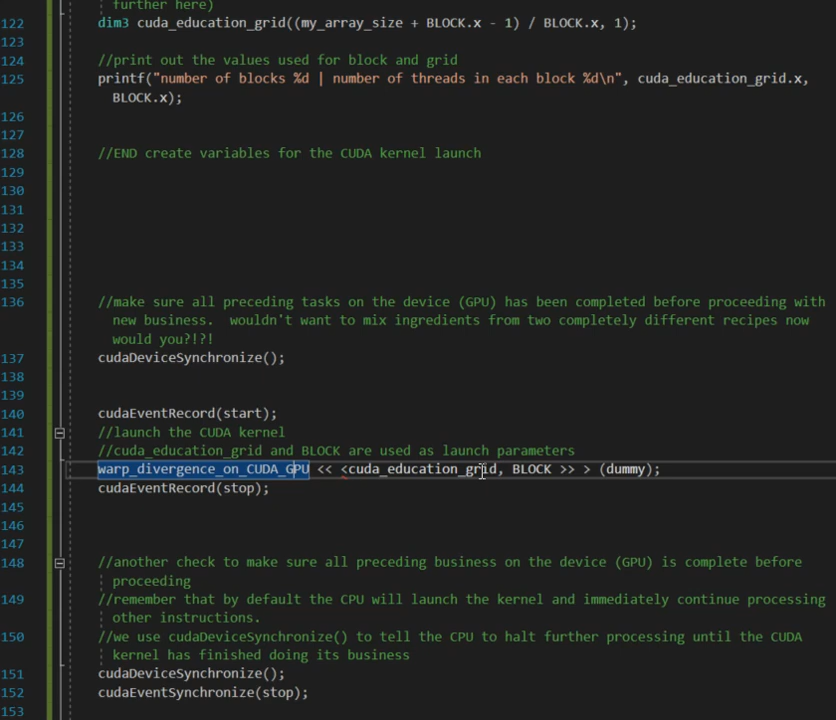 further here)
122 dim3 cuda_education_grid((my_array_size + BLOCK.x - 1) / BLOCK.x, 1);
123
124 //print out the values used for block and grid
125 printf("number of blocks %d | number of threads in each block %d\n", cuda_education_grid.x,
BLOCK.x);
126
127
128 //END create variables for the CUDA kernel launch
129
130
131
132
133
134
135
136 //make sure all preceding tasks on the device (GPU) has been completed before proceeding with
new business.  wouldn't want to mix ingredients from two completely different recipes now
would you?!?!
137 cudaDeviceSynchronize();
138
139
140 cudaEventRecord(start);
141 //launch the CUDA kernel
142 //cuda_education_grid and BLOCK are used as launch parameters
143 warp_divergence_on_CUDA_GPU << <cuda_education_grid, BLOCK >> > (dummy);
144 cudaEventRecord(stop);
145
146
147
148 //another check to make sure all preceding business on the device (GPU) is complete before
proceeding
149 //remember that by default the CPU will launch the kernel and immediately continue processing
other instructions.
150 //we use cudaDeviceSynchronize() to tell the CPU to halt further processing until the CUDA
kernel has finished doing its business
151 cudaDeviceSynchronize();
152 cudaEventSynchronize(stop);
153